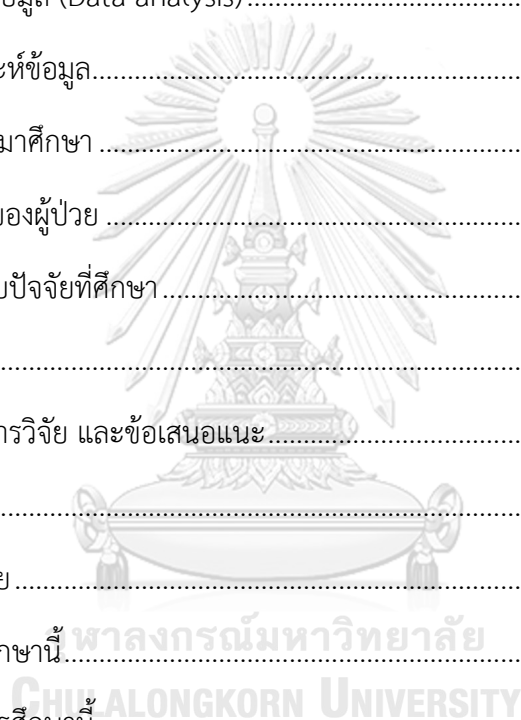 อมูล (Data analysis)
ะห์ข้อมูล
มาศึกษา
ของผู้ป่วย
บปัจจัยที่ศึกษา
ารวิจัย และข้อเสนอแนะ
ย
กษานี้
จุฬาลงกรณ์มหาวิทยาลัย
CHULALONGKORN UNIVERSITY